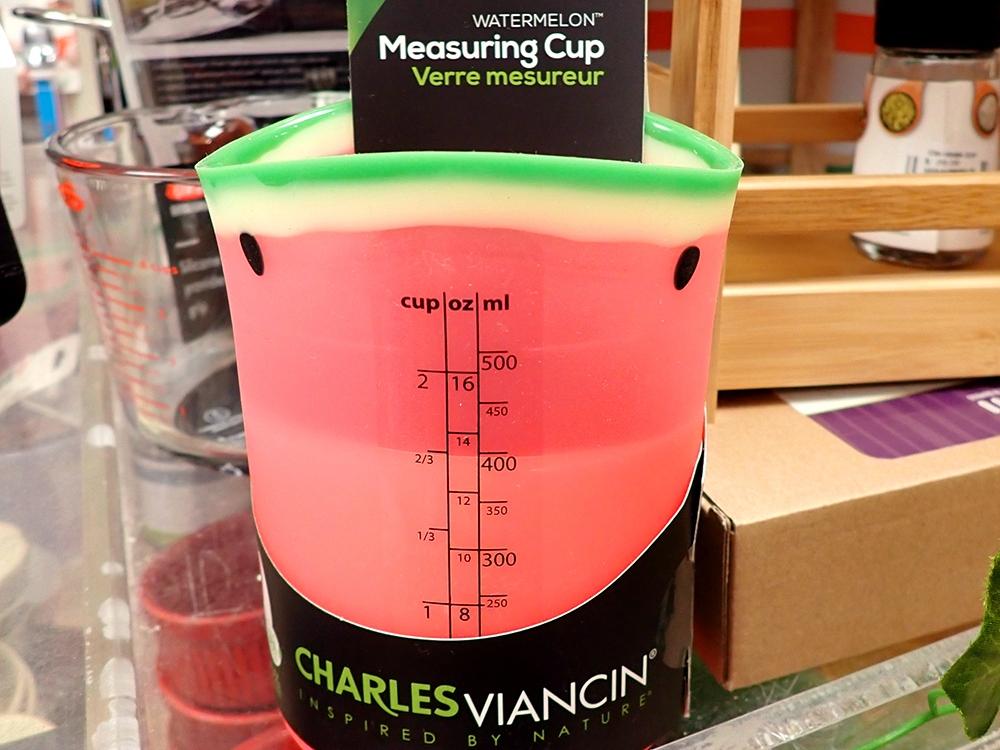 WATERMELON™
Measuring Cup
Verre mesureur
cup oz ml
500
2 16
450
14
2/3 400
12
350
1/3
10 300
250
1 8
CHARLES VIANCIN®
INSPIRED BY NATURE®